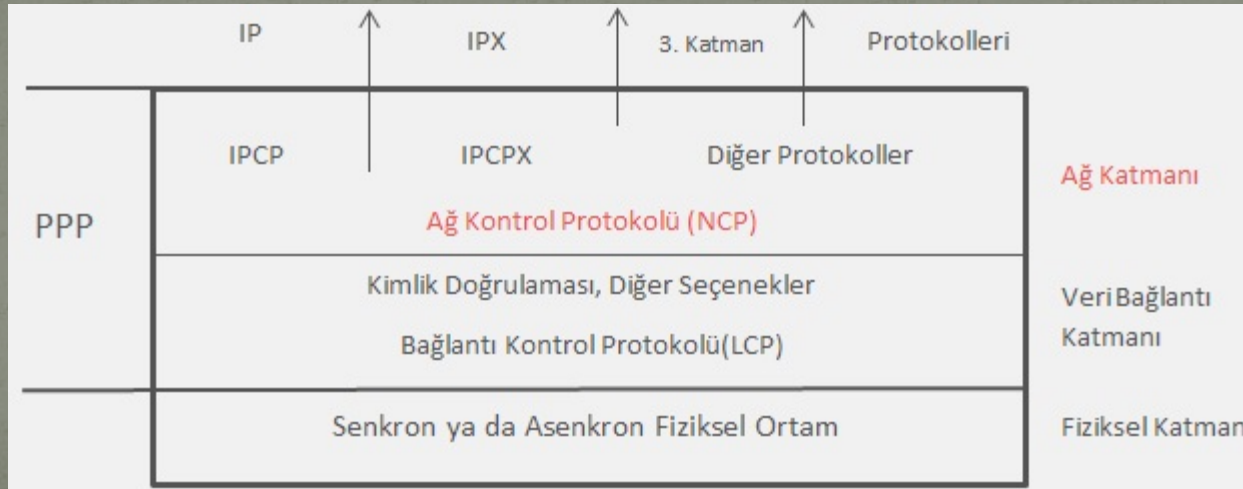 IP IPX 3. Katman Protokolleri
IPCP IPCPX Diğer Protokoller
Ağ Katmanı
PPP
Ağ Kontrol Protokolü (NCP)
Kimlik Doğrulaması, Diğer Seçenekler
Veri Bağlantı
Katmanı
Bağlantı Kontrol Protokolü(LCP)
Senkron ya da Asenkron Fiziksel Ortam
Fiziksel Katman